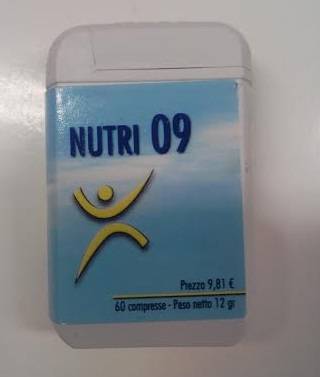 NUTRI 09
Prezzo 9,81 €
60 compresse - Peso netto 12 gr